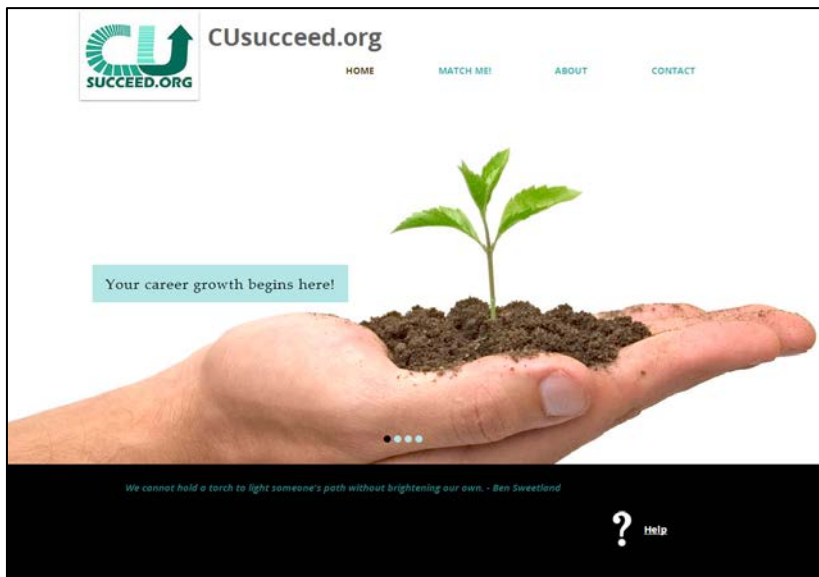 CU
SUCCEED.ORG
CUsucceed.org
HOME MATCH ME! ABOUT CONTACT
Your career growth begins here!
We cannot hold a torch to light someone's path without brightening our own. - Ben Sweetland
? Help